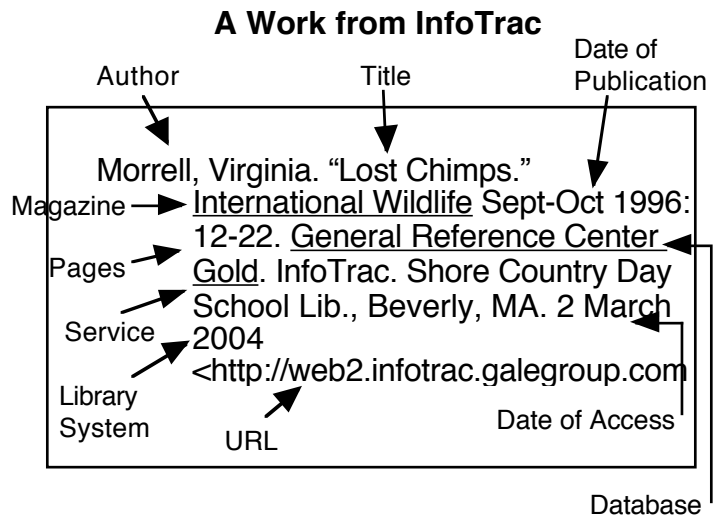 A Work from InfoTrac
Date of
Publication
Author
Title
Morrell, Virginia. “Lost Chimps.”
Magazine
International Wildlife Sept-Oct 1996:
12-22. General Reference Center
Pages
Gold. InfoTrac. Shore Country Day
School Lib., Beverly, MA. 2 March
Service
2004
<http://web2.infotrac.galegroup.com
Library
System
URL
Date of Access
Database